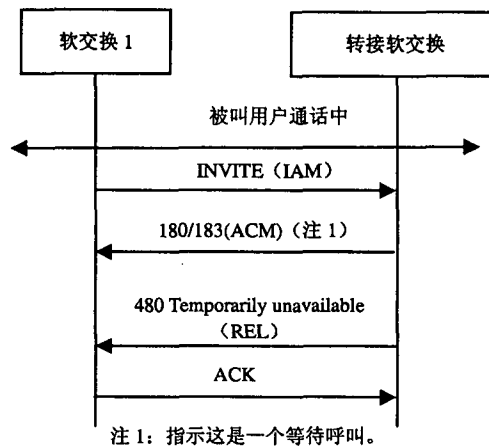 软交换 1
转接软交换
被叫用户通话中
INVITE（IAM）
180/183(ACM)（注 1）
480 Temporarily unavailable
（REL）
ACK
注 1：指示这是一个等待呼叫。